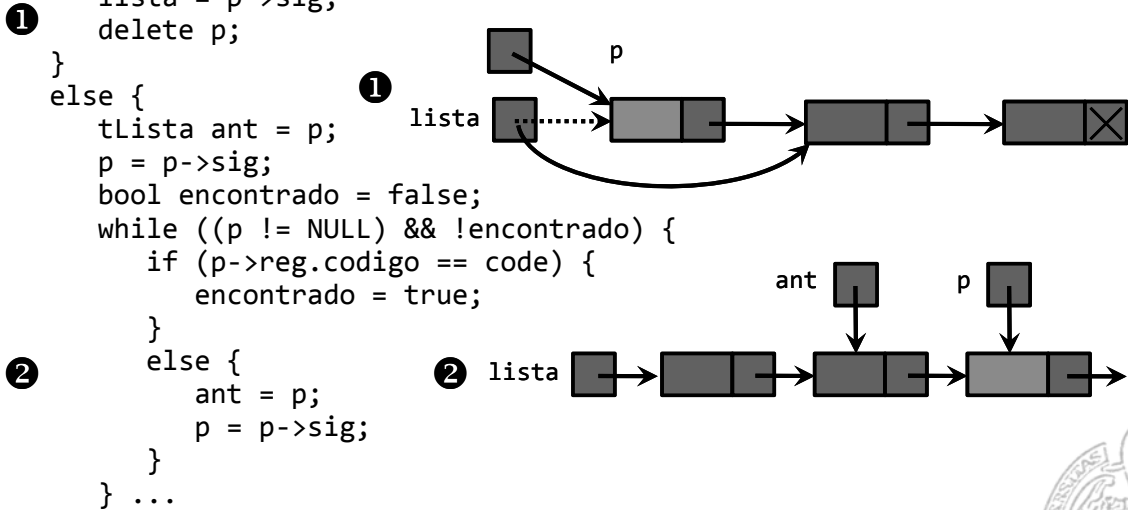 lista = p->sig;
❶ delete p;
}
else {
tLista ant = p;
p = p->sig;
bool encontrado = false;
while ((p != NULL) && !encontrado) {
if (p->reg.codigo == code) {
encontrado = true;
}
❷ else {
ant = p;
p = p->sig;
}
} ...
❶
p
lista
ant
p
❷ lista